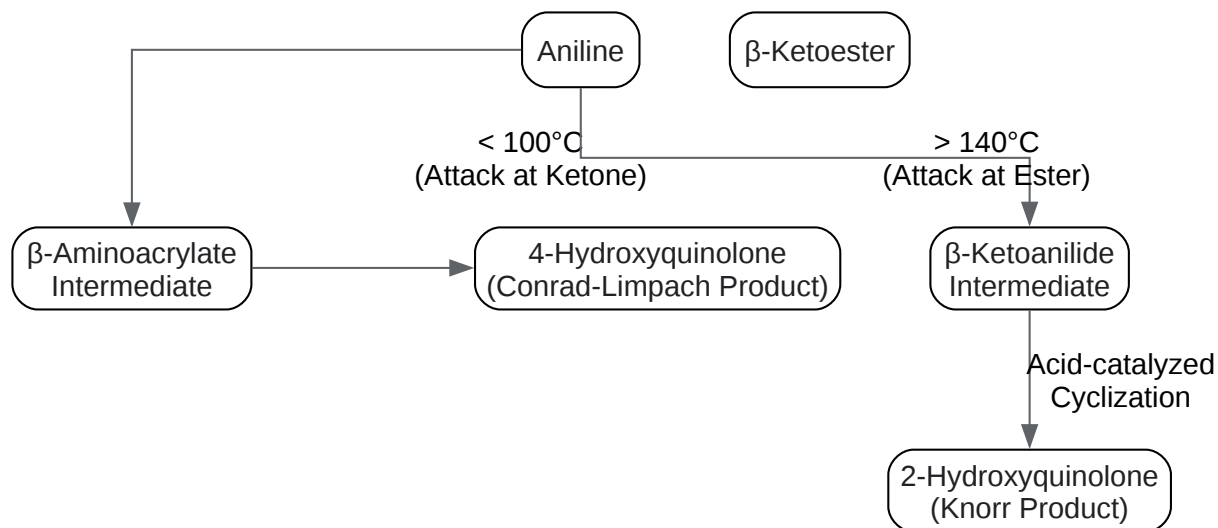 Aniline
β-Ketoester
< 100°C
(Attack at Ketone)
> 140°C
(Attack at Ester)
β-Aminoacrylate
Intermediate
4-Hydroxyquinolone
(Conrad-Limpach Product)
β-Ketoanilide
Intermediate
Acid-catalyzed
Cyclization
2-Hydroxyquinolone
(Knorr Product)